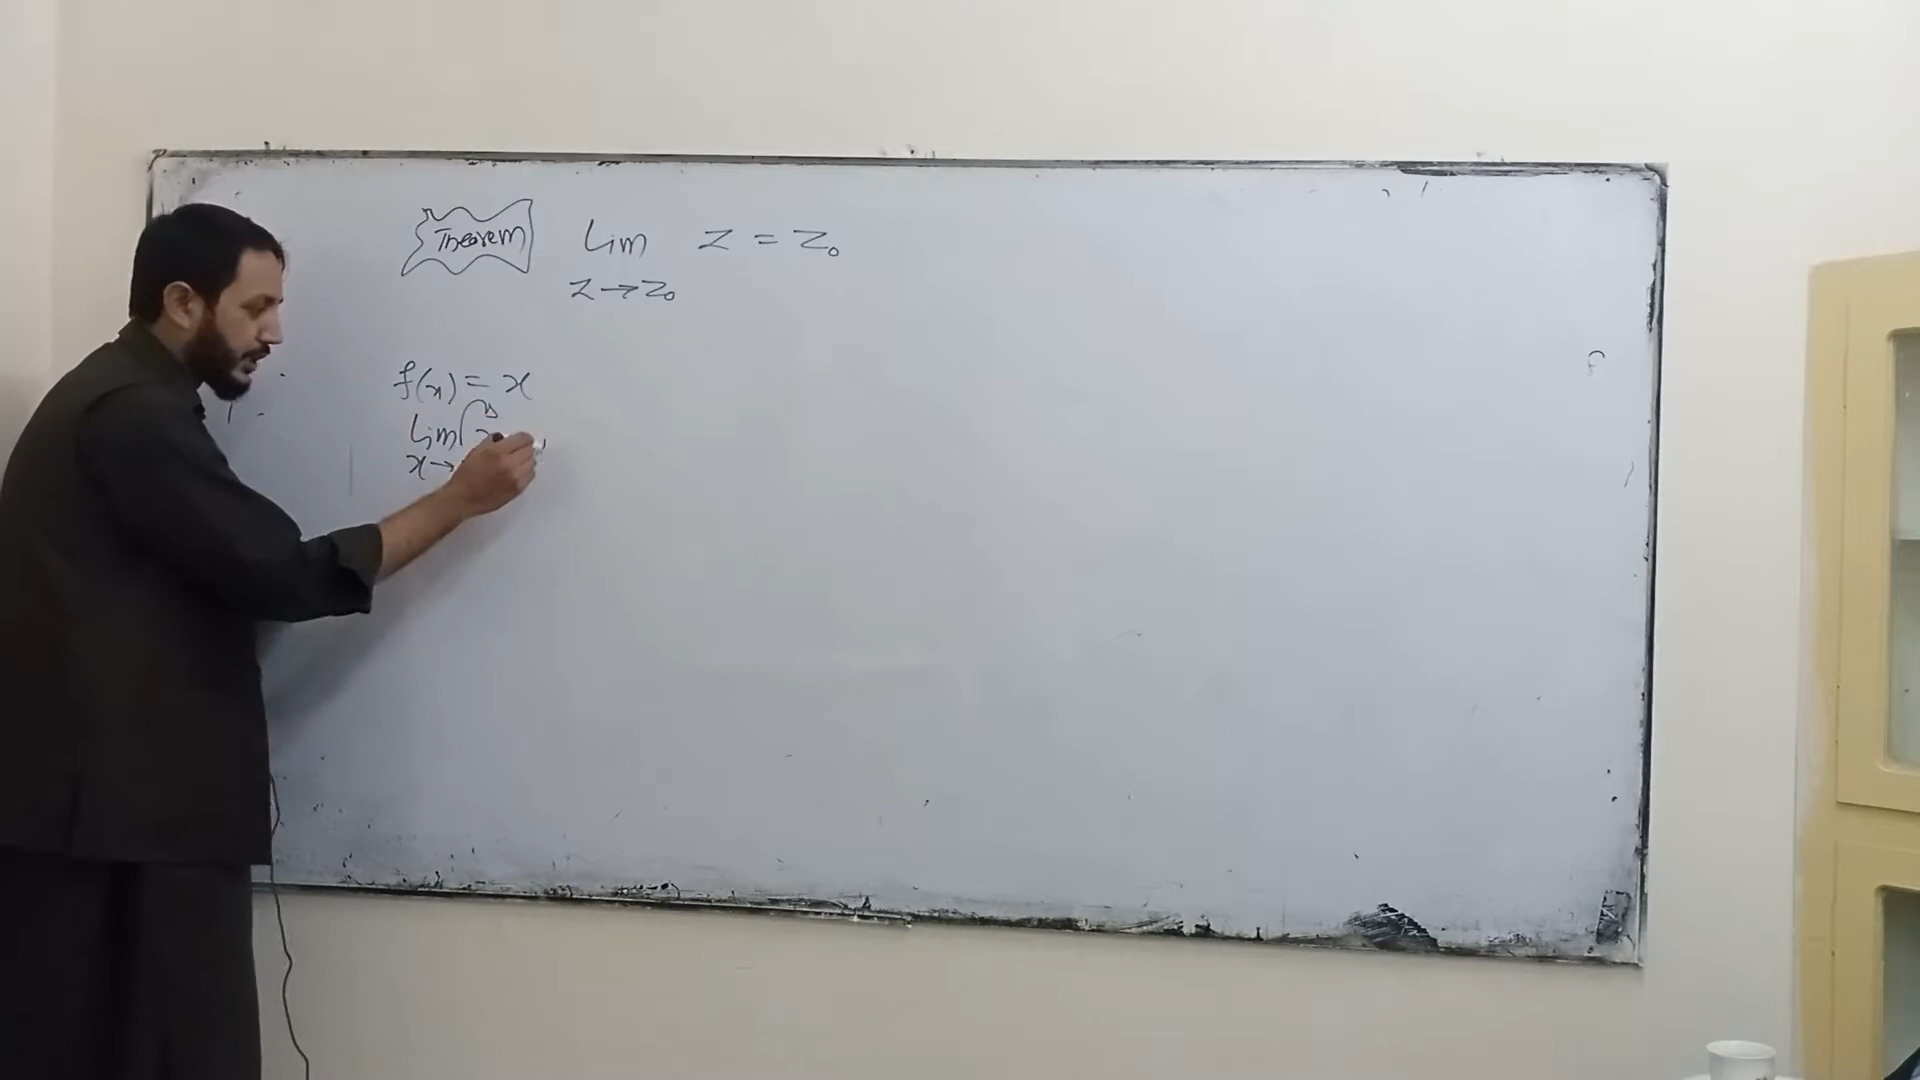 Theorem Lim z = z₀
z → z₀
f(x) = x
Lim x
x →